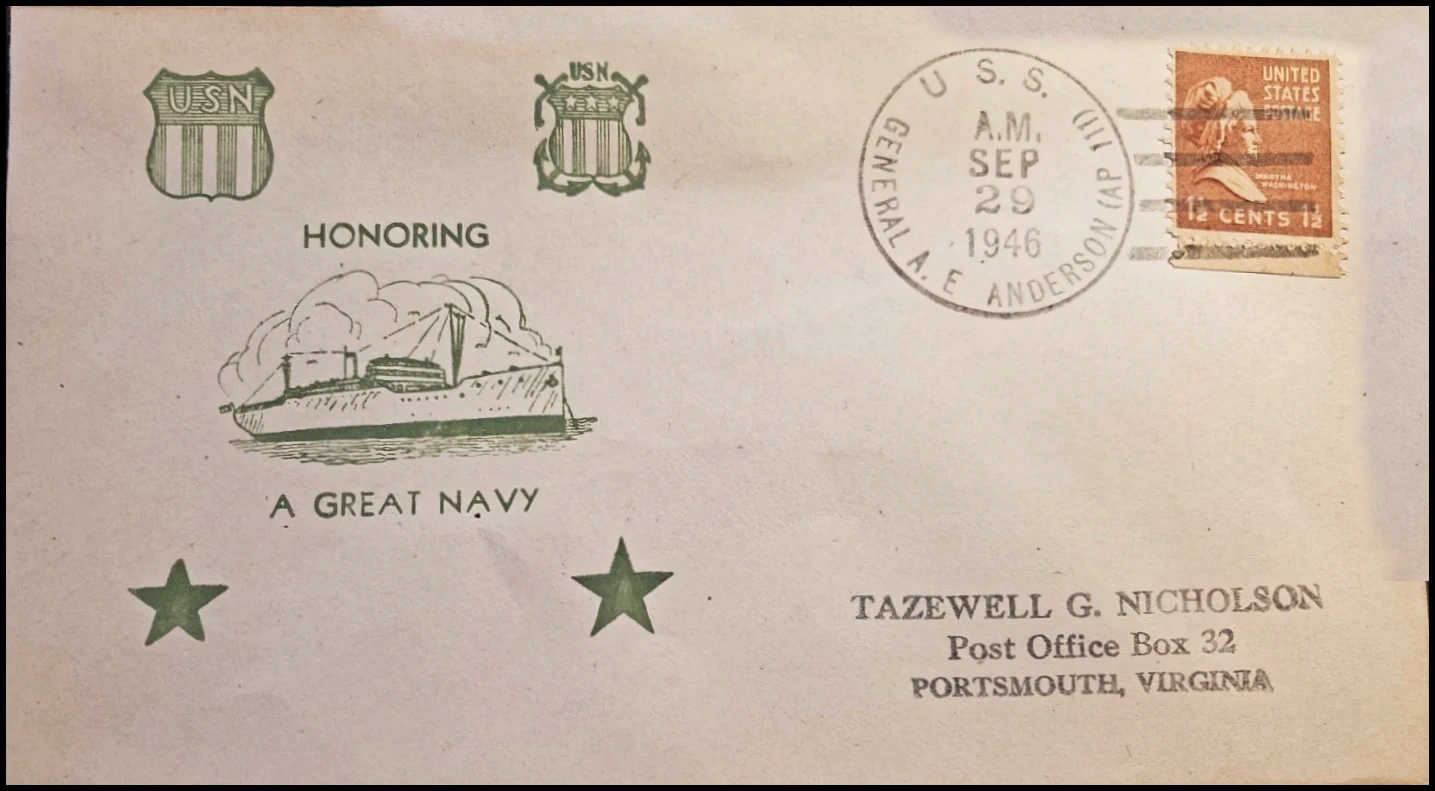 USN
USN
HONORING
A GREAT NAVY
U. S. S. GENERAL A. E ANDERSON (AP 111)
A.M.
SEP
29
1946
UNITED
STATES
POSTAGE
MARTHA
WASHINGTON
1½ CENTS 1½
TAZEWELL G. NICHOLSON
Post Office Box 32
PORTSMOUTH, VIRGINIA